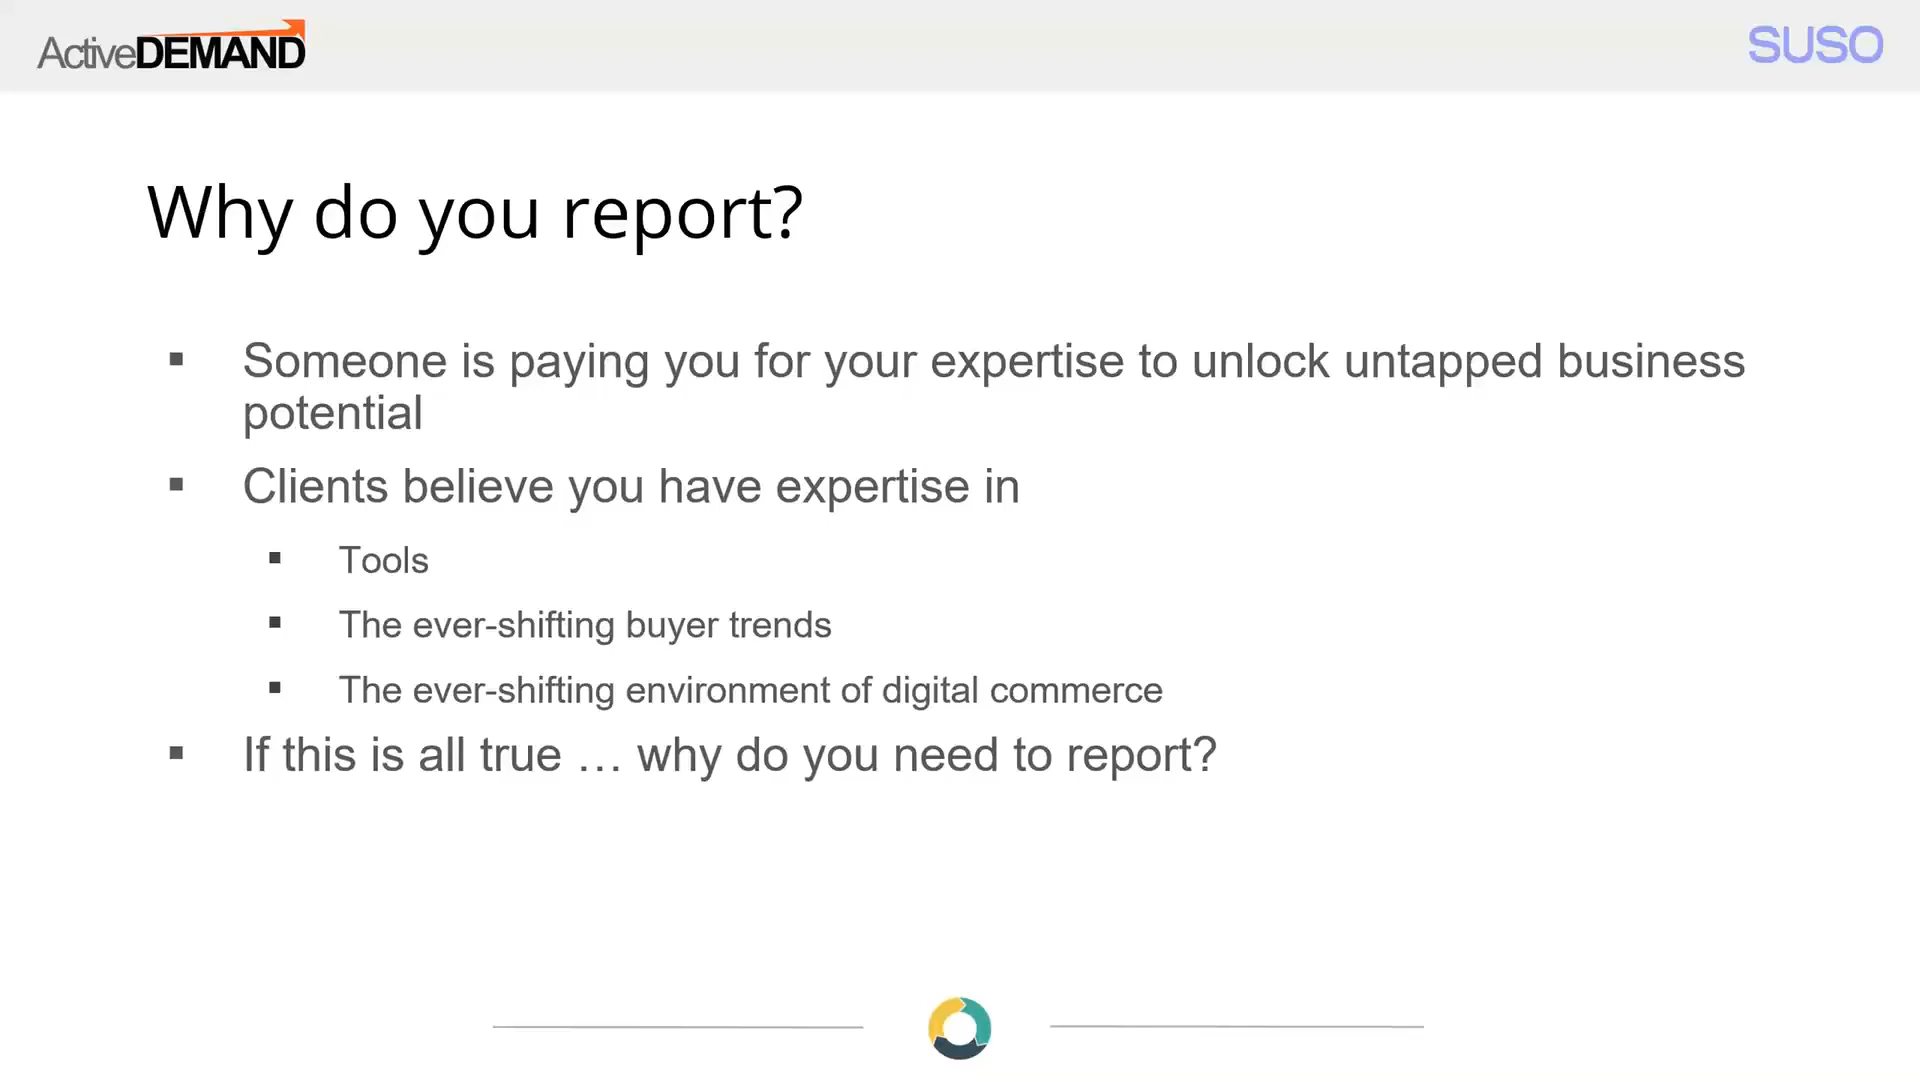 ActiveDEMAND
SUSO
Why do you report?
▪ Someone is paying you for your expertise to unlock untapped business
potential
▪ Clients believe you have expertise in
▪ Tools
▪ The ever-shifting buyer trends
▪ The ever-shifting environment of digital commerce
▪ If this is all true … why do you need to report?